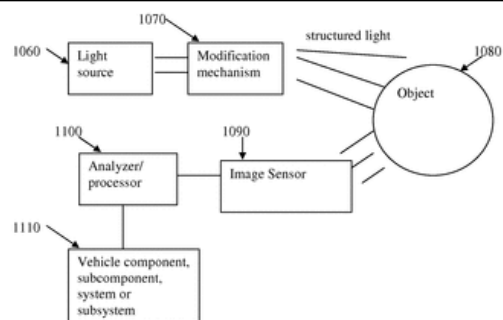 1070
structured light
1060
1080
Light
source
Modification
mechanism
Object
1100
1090
Analyzer/
processor
Image Sensor
1110
Vehicle component,
subcomponent,
system or
subsystem